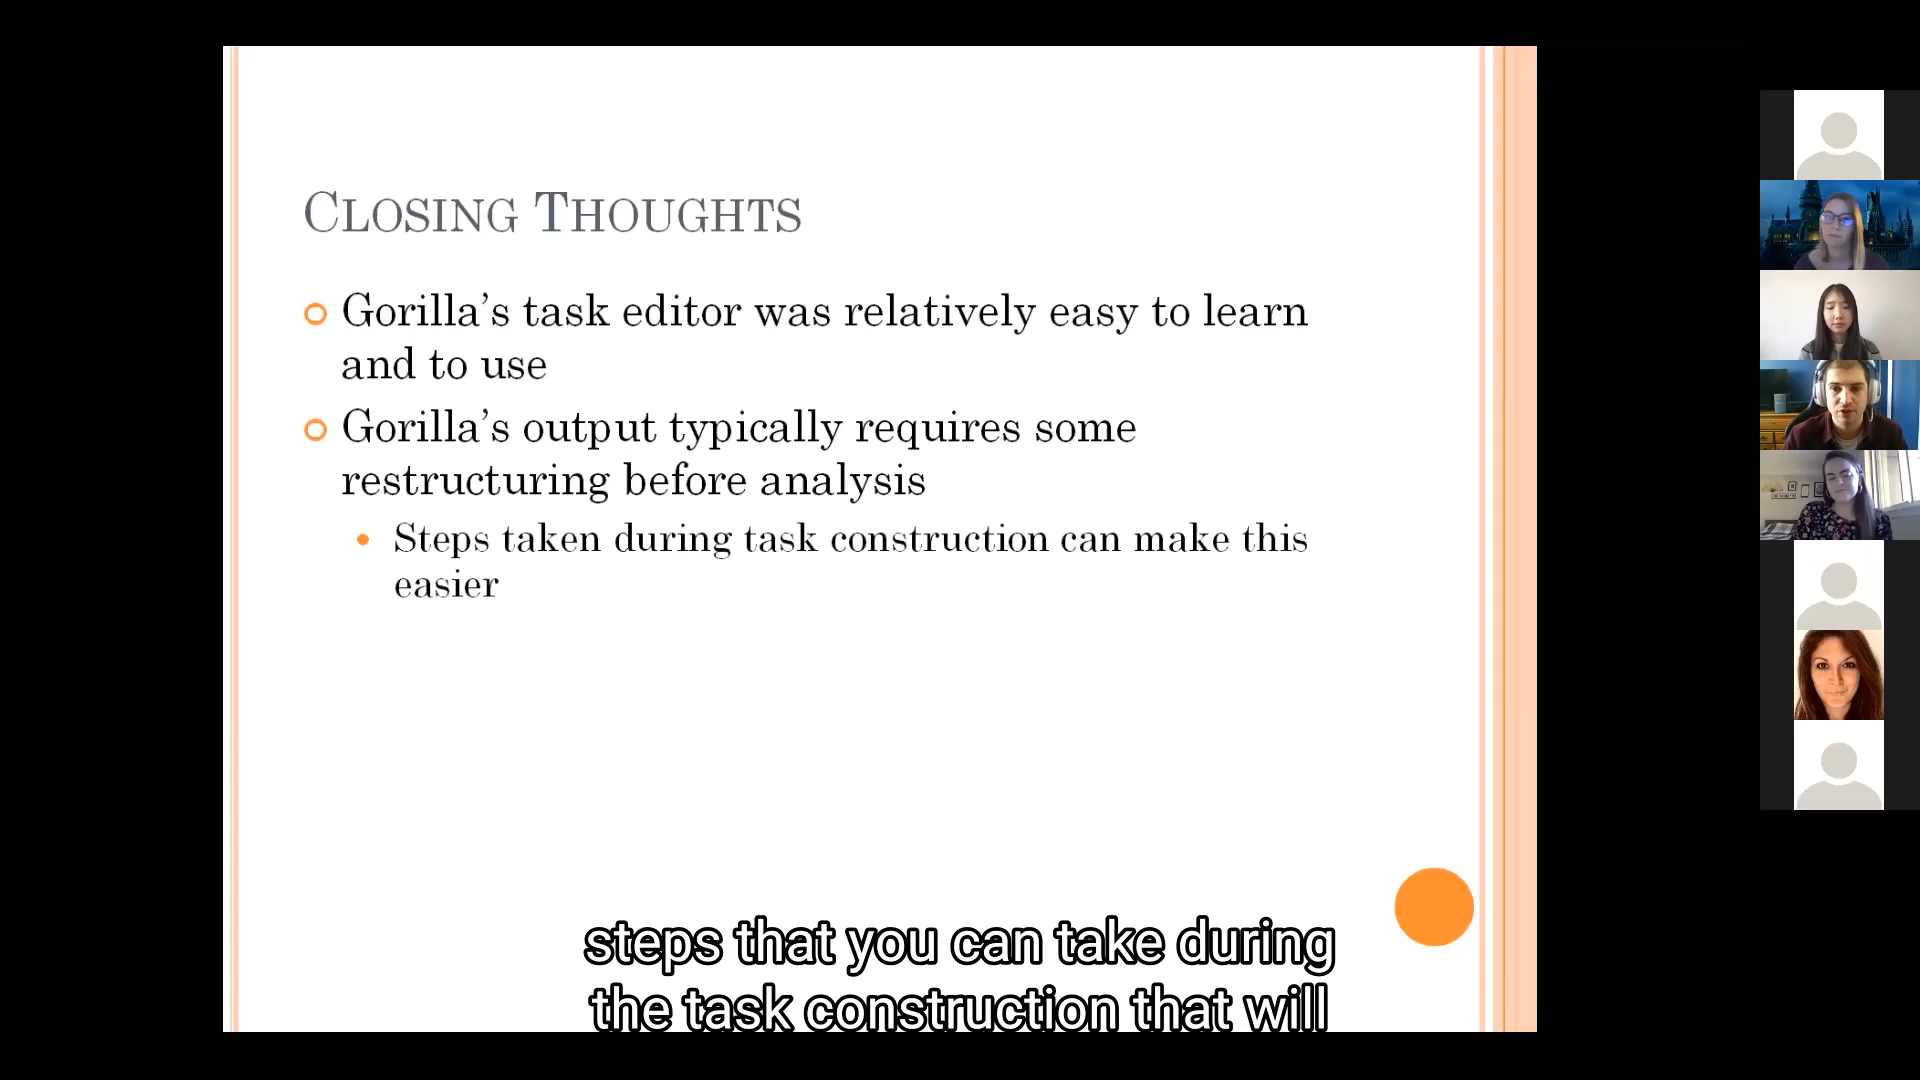 CLOSING THOUGHTS
Gorilla’s task editor was relatively easy to learn
and to use
Gorilla’s output typically requires some
restructuring before analysis
Steps taken during task construction can make this
easier
steps that you can take during
the task construction that will